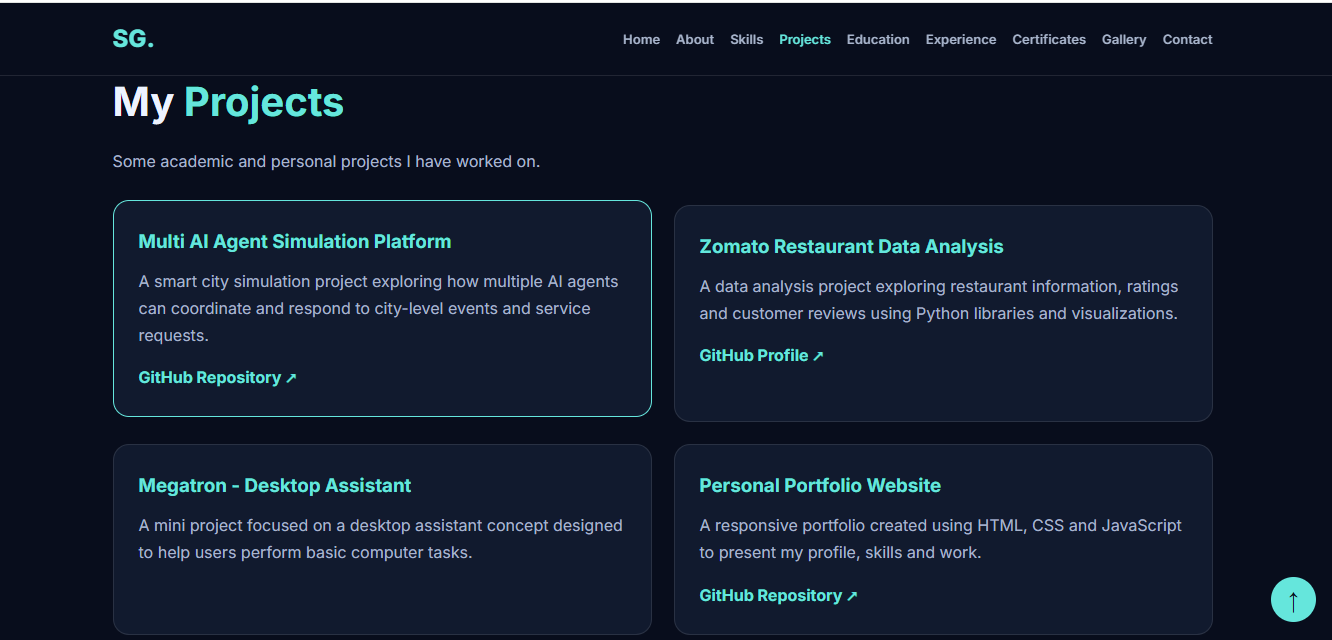 SG.
Home About Skills Projects Education Experience Certificates Gallery Contact
My Projects
Some academic and personal projects I have worked on.
Multi AI Agent Simulation Platform
A smart city simulation project exploring how multiple AI agents
can coordinate and respond to city-level events and service
requests.
GitHub Repository ↗
Zomato Restaurant Data Analysis
A data analysis project exploring restaurant information, ratings
and customer reviews using Python libraries and visualizations.
GitHub Profile ↗
Megatron - Desktop Assistant
A mini project focused on a desktop assistant concept designed
to help users perform basic computer tasks.
Personal Portfolio Website
A responsive portfolio created using HTML, CSS and JavaScript
to present my profile, skills and work.
GitHub Repository ↗
↑